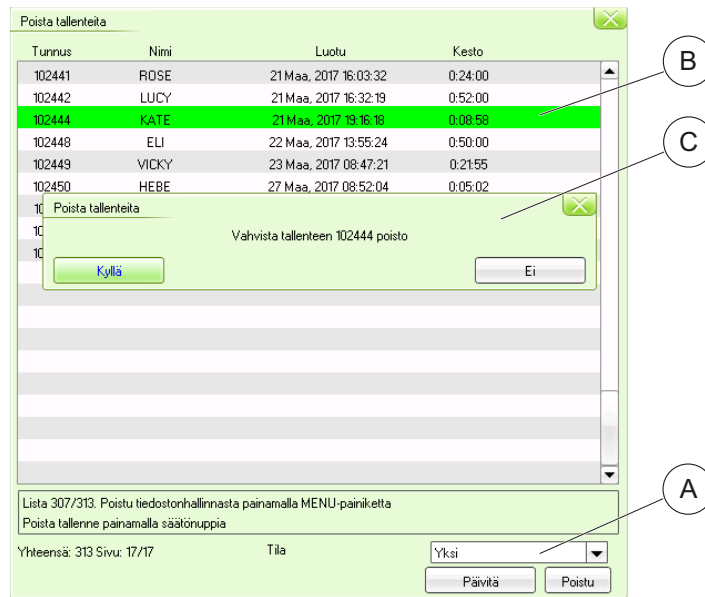 Poista tallenteita
Tunnus Nimi Luotu Kesto
102441 ROSE 21 Maa, 2017 16:03:32 0:24:00
B
102442 LUCY 21 Maa, 2017 16:32:19 0:52:00
102444 KATE 21 Maa, 2017 19:16:18 0:08:58
102448 ELI 22 Maa, 2017 13:55:24 0:50:00
C
102449 VICKY 23 Maa, 2017 08:47:21 0:21:55
102450 HEBE 27 Maa, 2017 08:52:04 0:05:02
10
Poista tallenteita
10
Vahvista tallenteen 102444 poisto
10
Kyllä Ei
A
Lista 307/313. Poistu tiedostonhallinnasta painamalla MENU-painiketta
Poista tallenne painamalla säätönuppia
Yhteensä: 313 Sivu: 17/17 Tila Yksi
Päivitä Poistu